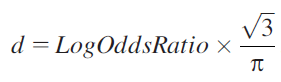 d = LogOddsRatio × √3 / π